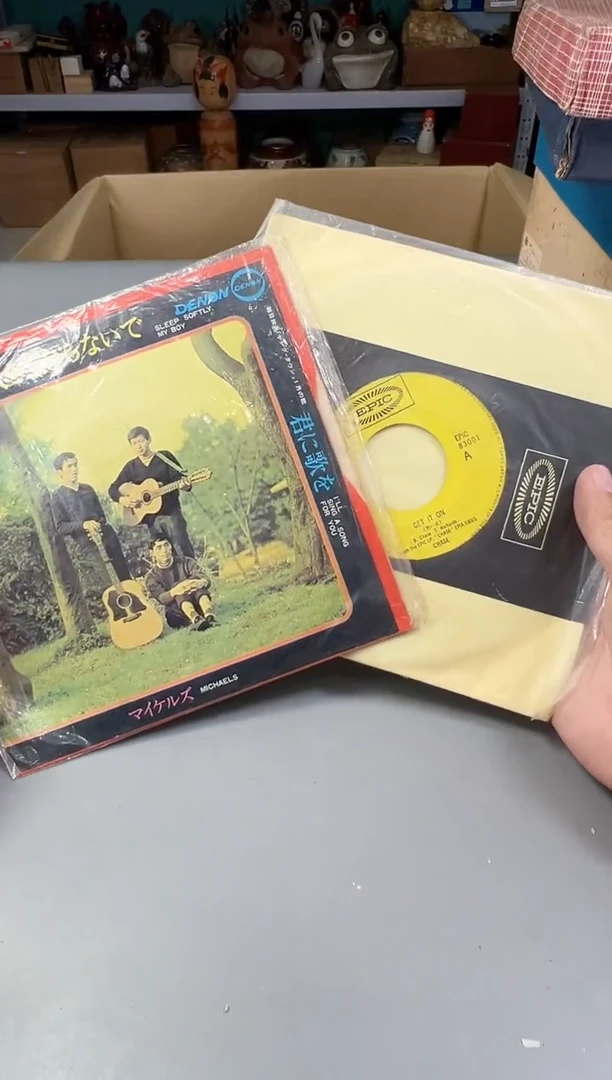 DENON
DENON
SLEEP SOFTLY.
MY BOY
ないで
君に歌を
I'LL
SING A SONG
FOR YOU
マイケルズ MICHAELS
EPIC
EPIC
83001
A
GET IT ON
CHASE
EPIC